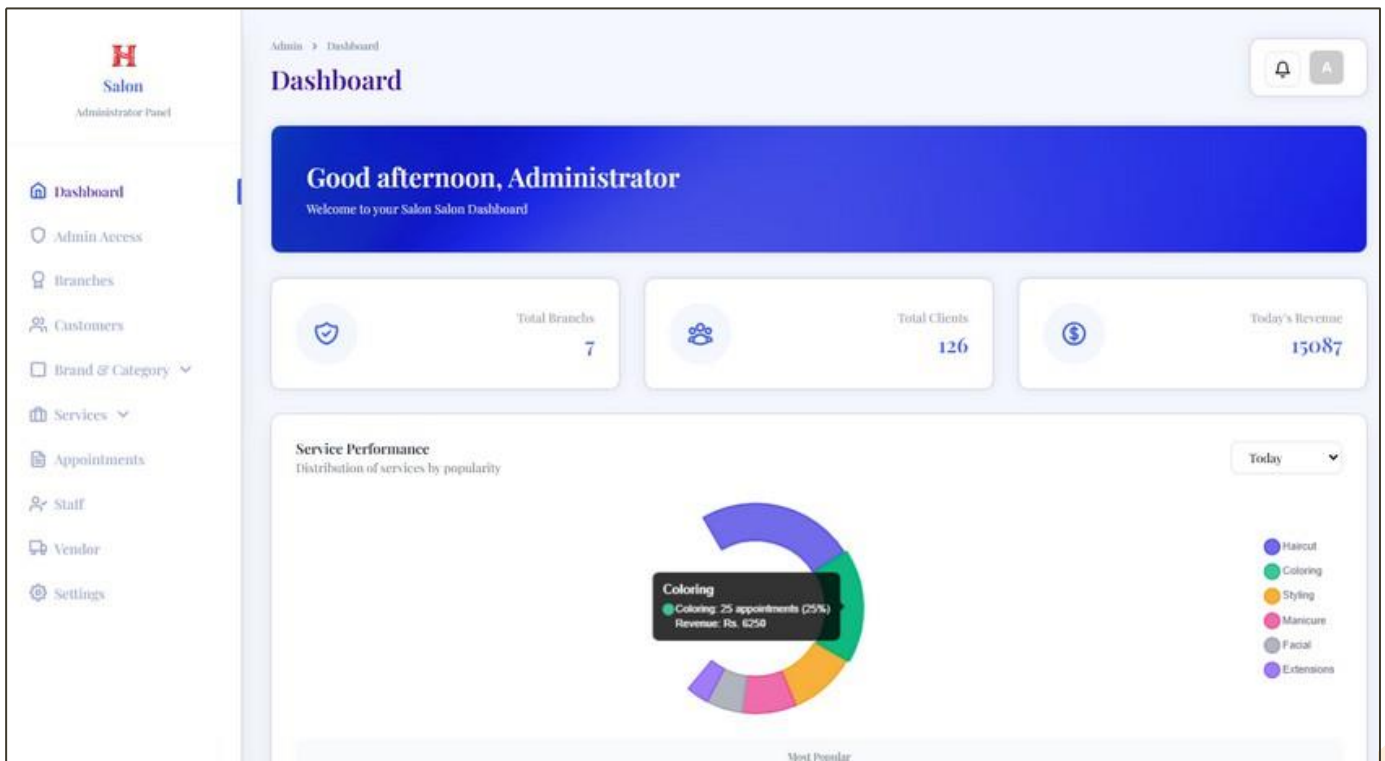 H
Salon
Administrator Panel
Dashboard
Admin Access
Branches
Customers
Brand & Category
Services
Appointments
Staff
Vendor
Settings
Admin > Dashboard
Dashboard
A
Good afternoon, Administrator
Welcome to your Salon Salon Dashboard
Total Branchs
7
Total Clients
126
Today's Revenue
15087
Service Performance
Distribution of services by popularity
Today
Coloring
Coloring: 25 appointments (25%)
Revenue: Rs. 6250
Haircut
Coloring
Styling
Manicure
Facial
Extensions
Most Popular